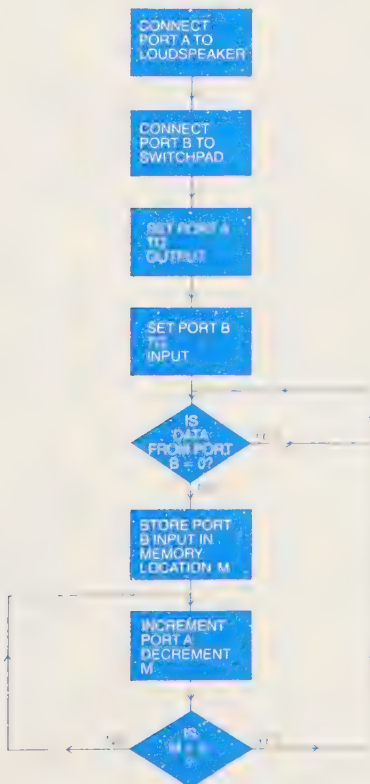 CONNECT
PORT A TO
LOUDSPEAKER
CONNECT
PORT B TO
SWITCHPAD
SET PORT A
TO
OUTPUT
SET PORT B
TO
INPUT
IS
DATA
FROM PORT
B = 0?
STORE PORT
B INPUT IN
MEMORY
LOCATION M
INCREMENT
PORT A
DECREMENT
M
IS